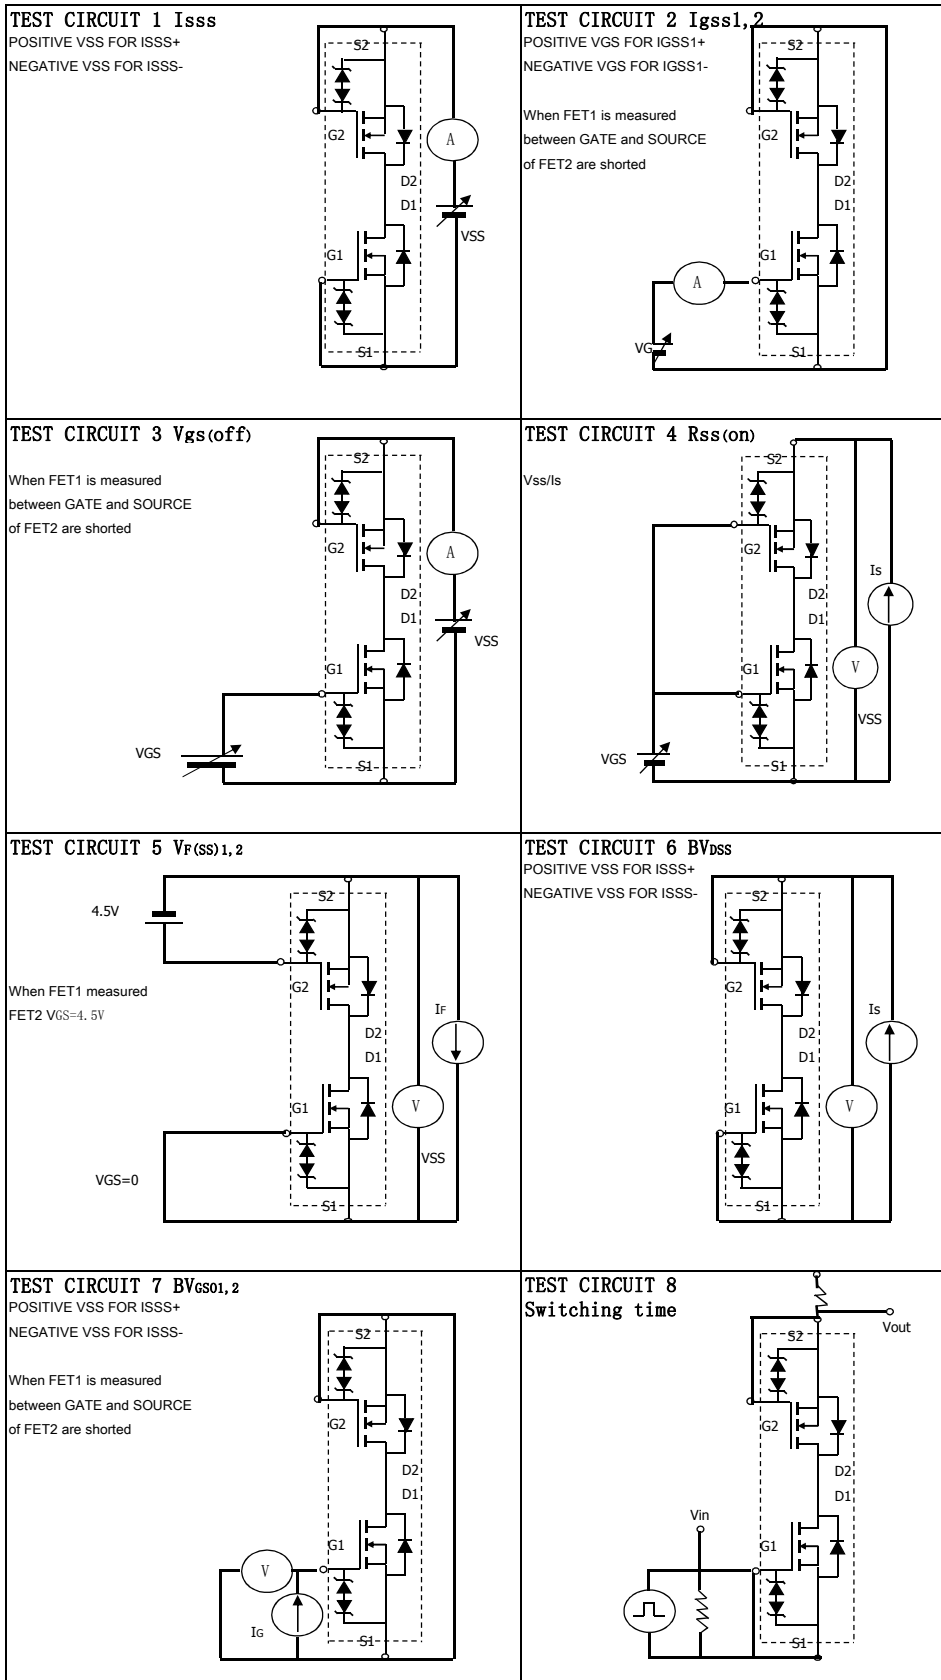 TEST CIRCUIT 1 Isss
POSITIVE VSS FOR ISSS+
NEGATIVE VSS FOR ISSS-
S2
G2
A
D2
D1
VSS
G1
S1
TEST CIRCUIT 2 Igss1,2
POSITIVE VGS FOR IGSS1+
NEGATIVE VGS FOR IGSS1-
When FET1 is measured
between GATE and SOURCE
of FET2 are shorted
S2
G2
D2
D1
G1
A
VG
S1
TEST CIRCUIT 3 Vgs(off)
When FET1 is measured
between GATE and SOURCE
of FET2 are shorted
S2
G2
A
D2
D1
VSS
G1
VGS
S1
TEST CIRCUIT 4 Rss(on)
Vss/Is
S2
G2
Is
D2
D1
G1
V
VSS
VGS
S1
TEST CIRCUIT 5 VF(SS)1,2
4.5V
When FET1 measured
FET2 VGS=4.5V
S2
G2
IF
D2
D1
G1
V
VSS
VGS=0
S1
TEST CIRCUIT 6 BVDSS
POSITIVE VSS FOR ISSS+
NEGATIVE VSS FOR ISSS-
S2
G2
Is
D2
D1
G1
V
S1
TEST CIRCUIT 7 BVGSO1,2
POSITIVE VSS FOR ISSS+
NEGATIVE VSS FOR ISSS-
When FET1 is measured
between GATE and SOURCE
of FET2 are shorted
S2
G2
D2
D1
G1
V
IG
S1
TEST CIRCUIT 8
Switching time
Vout
S2
G2
D2
D1
Vin
G1
S1